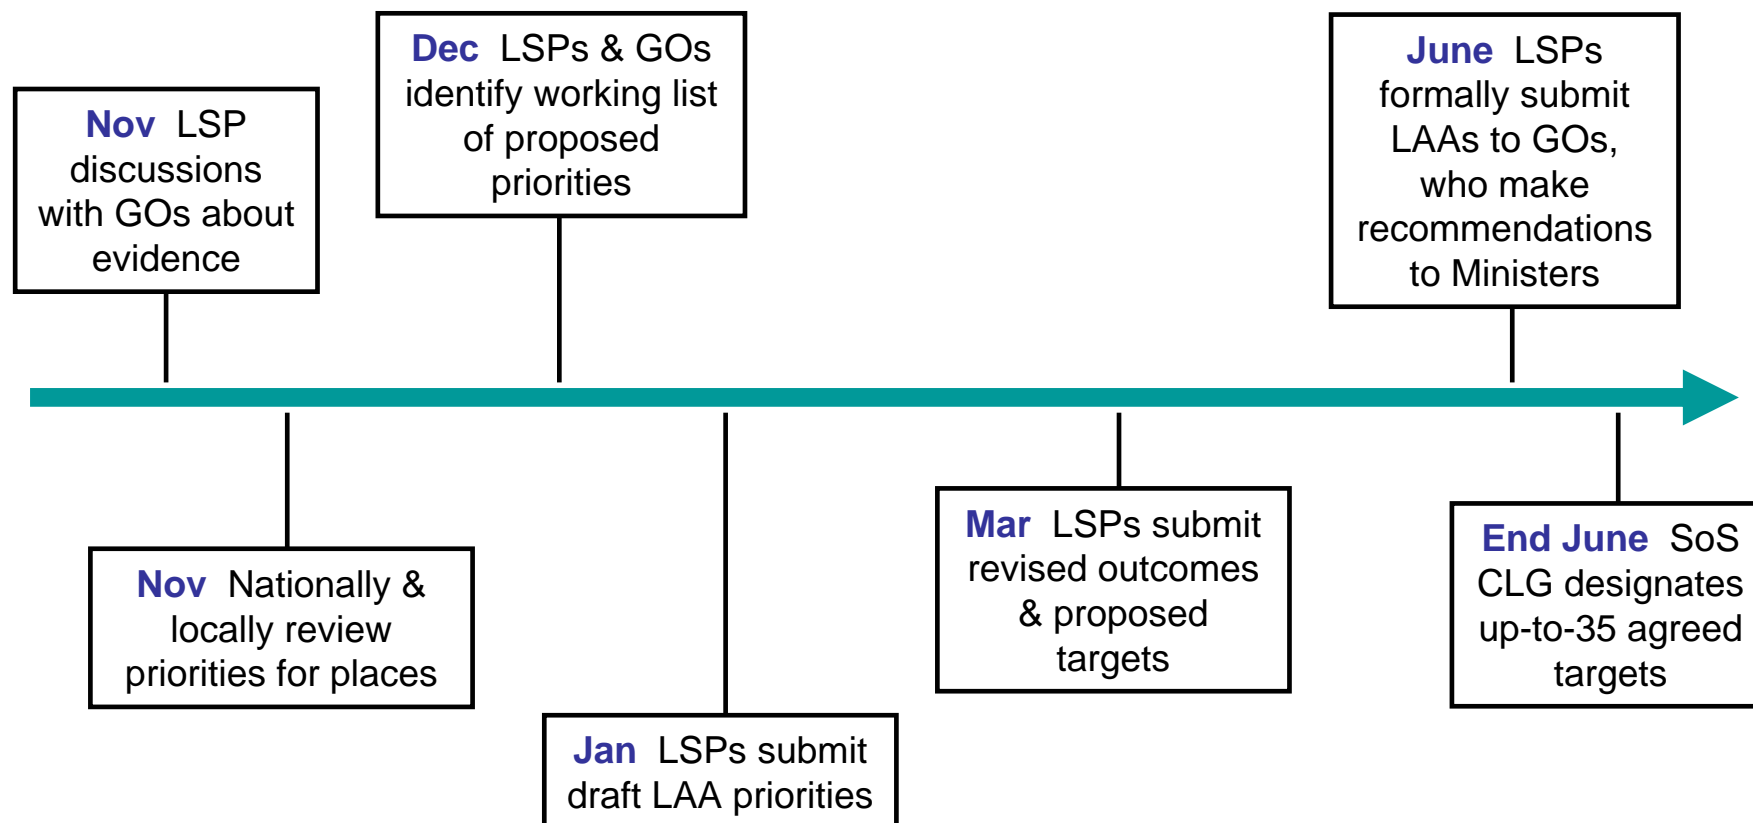 Nov LSP
discussions
with GOs about
evidence
Dec LSPs & GOs
identify working list
of proposed
priorities
June LSPs
formally submit
LAAs to GOs,
who make
recommendations
to Ministers
Nov Nationally &
locally review
priorities for places
Jan LSPs submit
draft LAA priorities
Mar LSPs submit
revised outcomes
& proposed
targets
End June SoS
CLG designates
up-to-35 agreed
targets